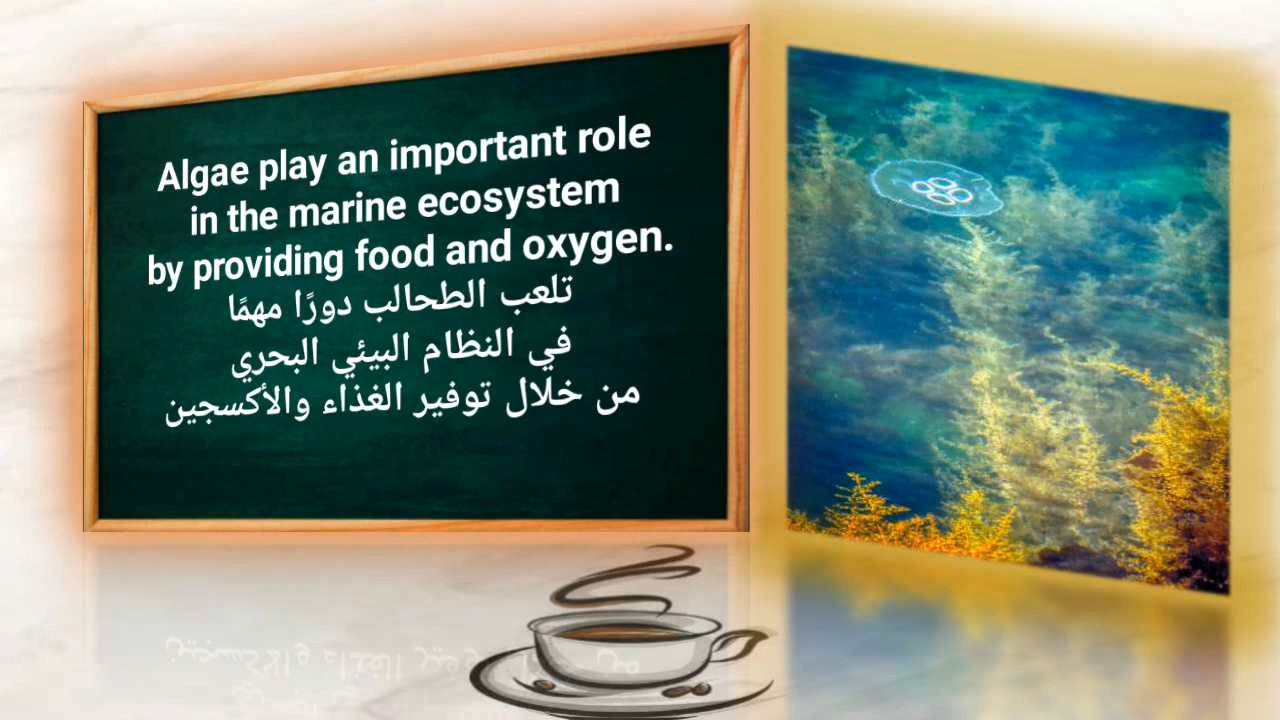 Algae play an important role
in the marine ecosystem
by providing food and oxygen.
تلعب الطحالب دورًا مهمًا
في النظام البيئي البحري
من خلال توفير الغذاء والأكسجين